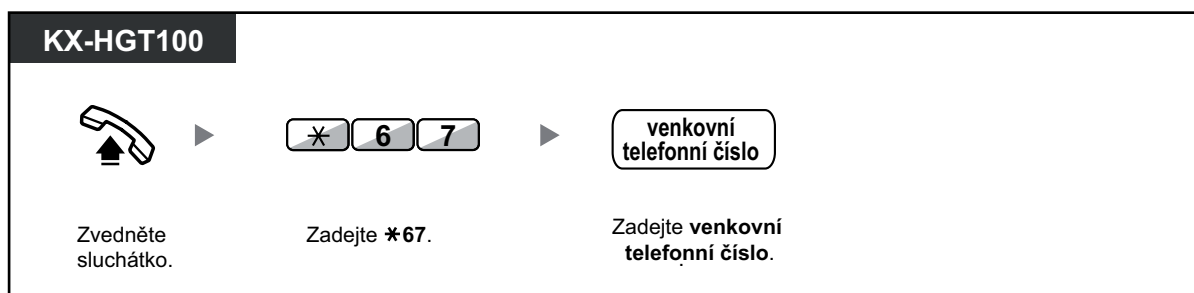 KX-HGT100
✳ 6 7
venkovní
telefonní číslo
Zvedněte
sluchátko.
Zadejte ✳67.
Zadejte venkovní
telefonní číslo.